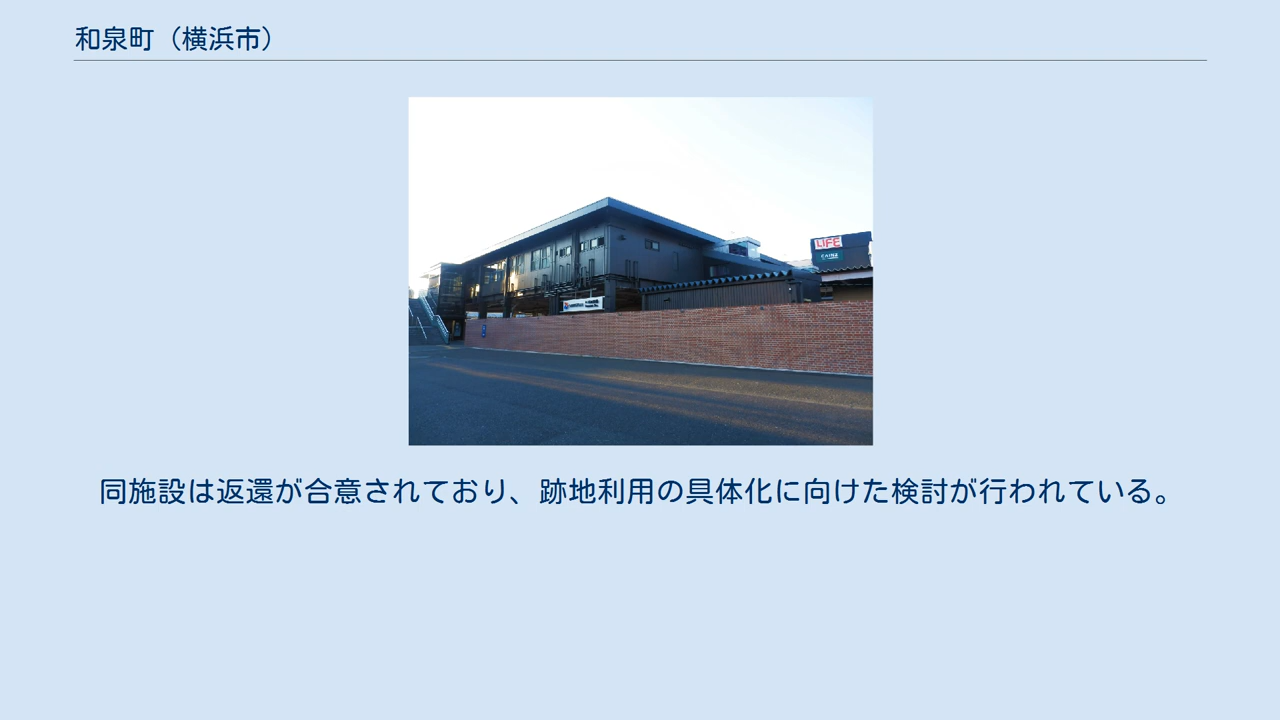 和泉町（横浜市）
LIFE
CAINZ
同施設は返還が合意されており、跡地利用の具体化に向けた検討が行われている。